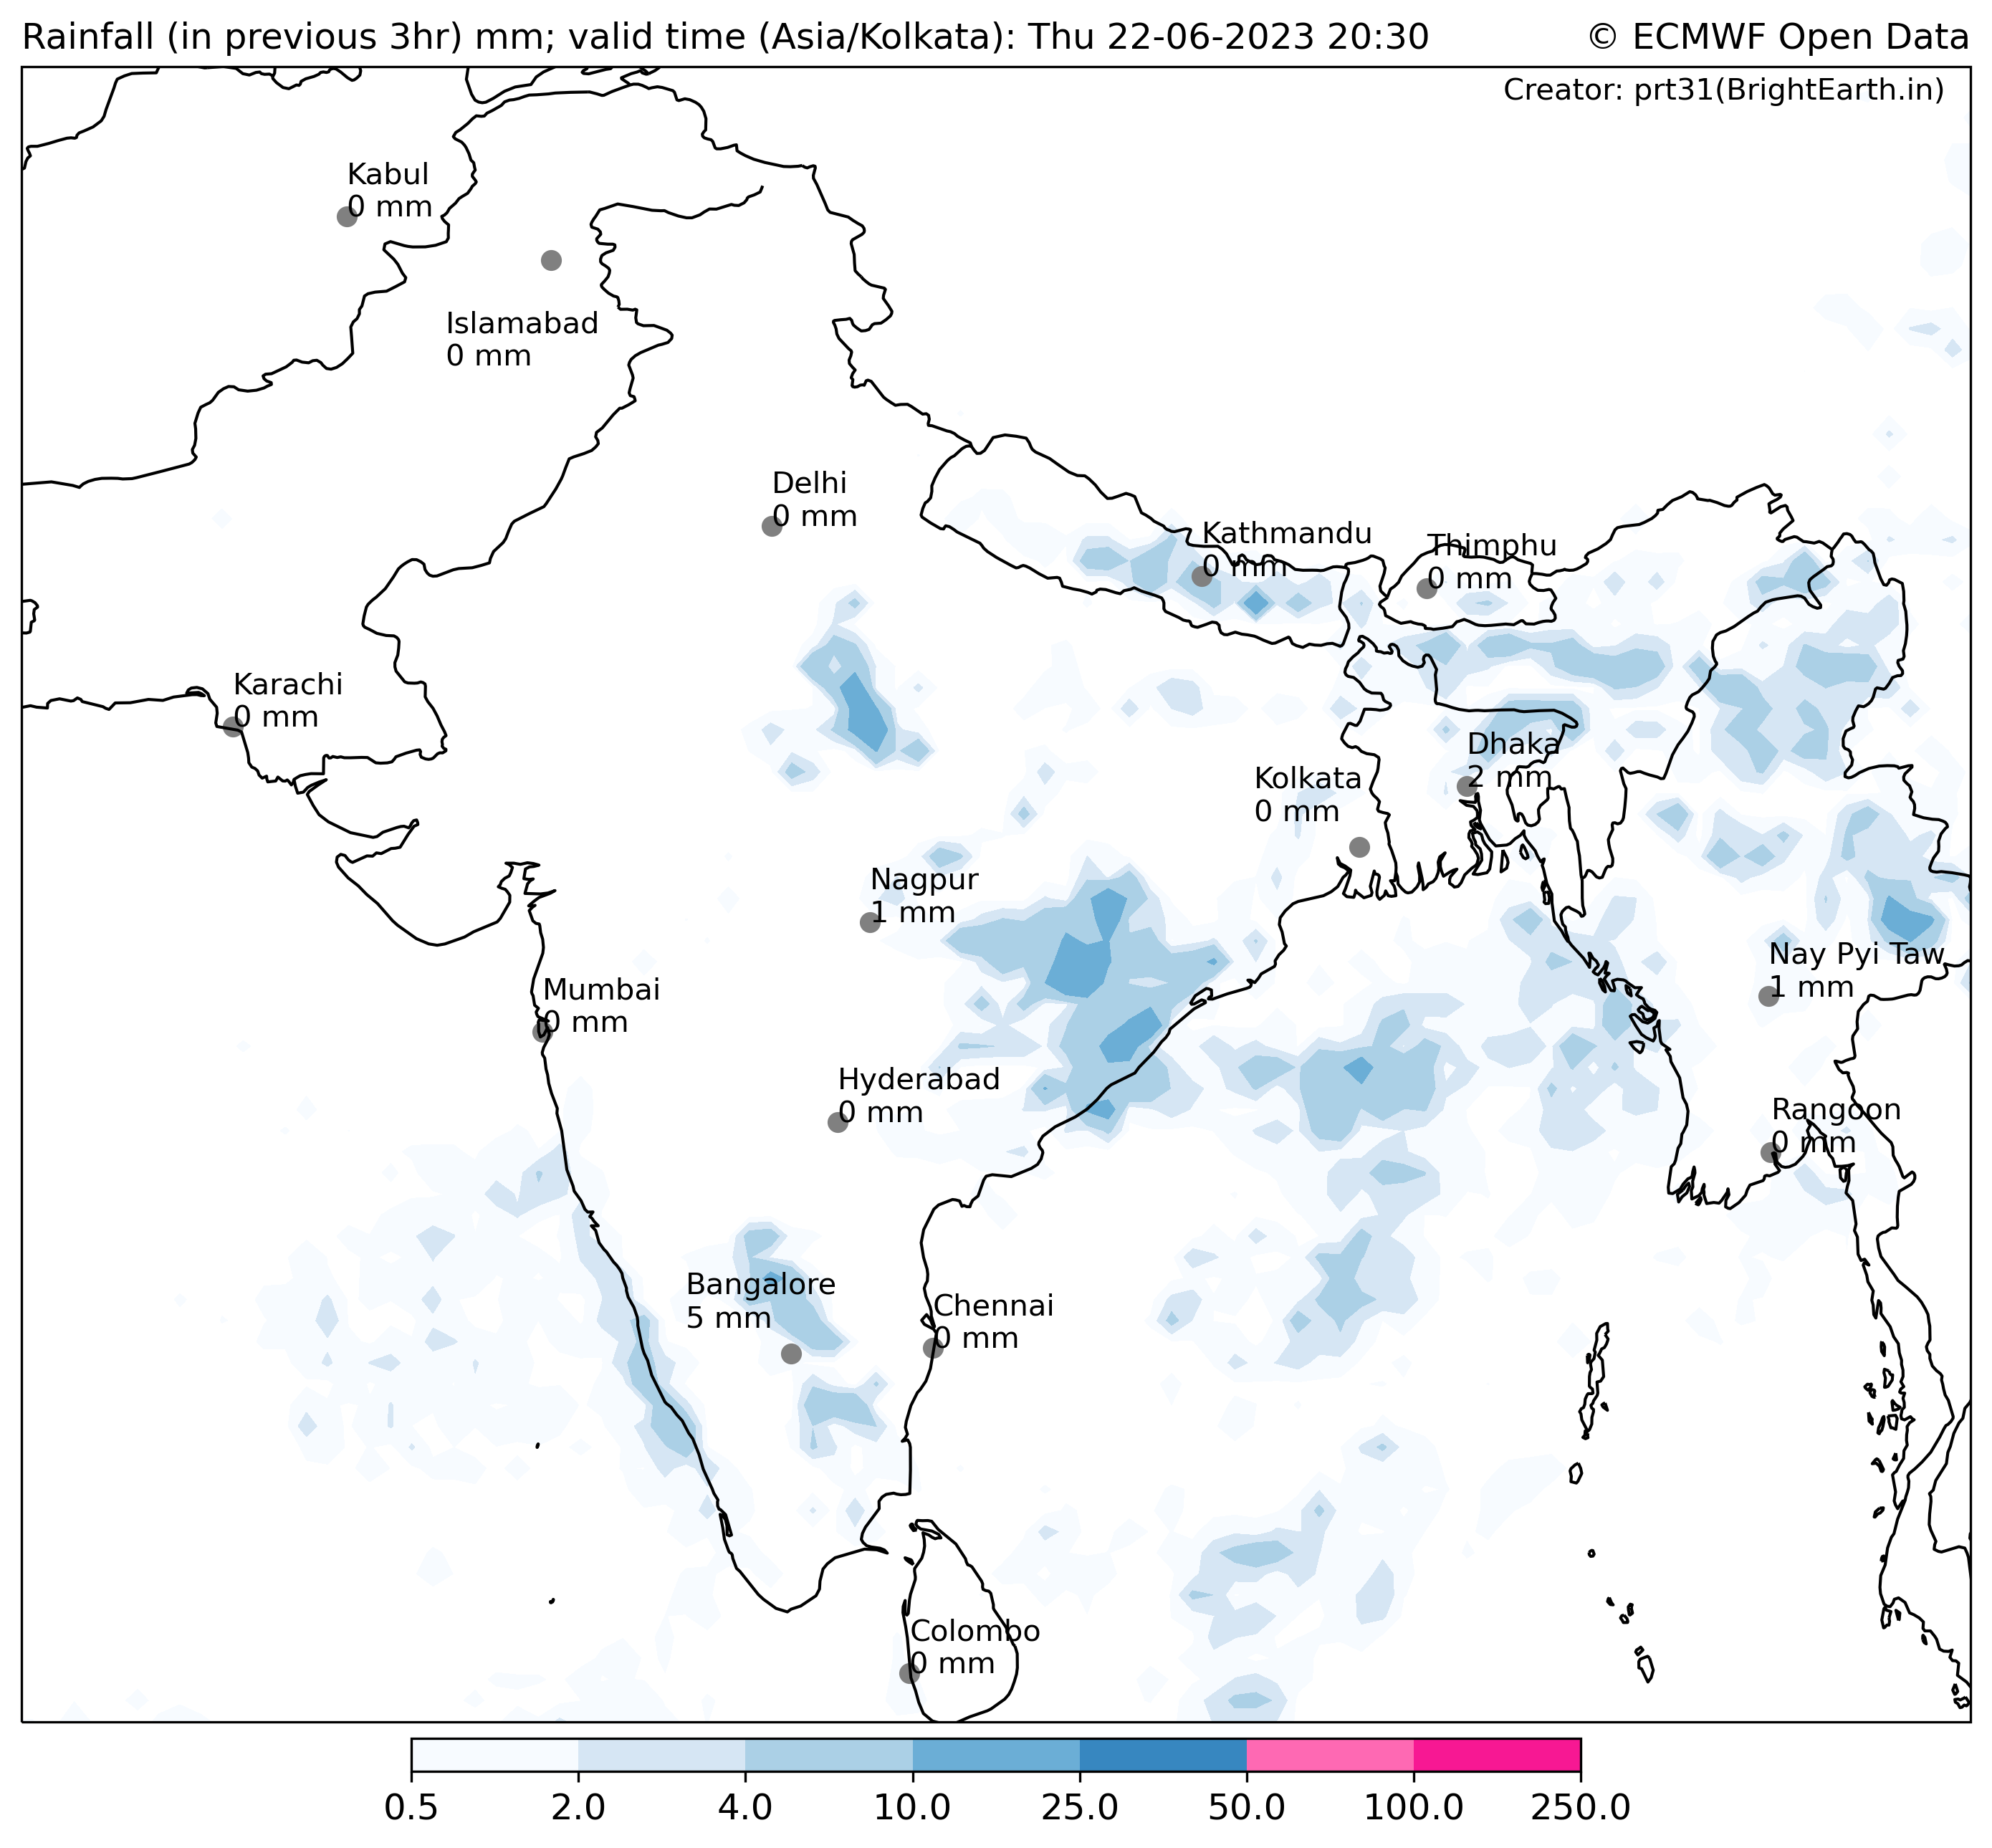 Rainfall (in previous 3hr) mm; valid time (Asia/Kolkata): Thu 22-06-2023 20:30
© ECMWF Open Data
Creator: prt31(BrightEarth.in)
Kabul
0 mm
Islamabad
0 mm
Delhi
0 mm
Kathmandu
0 mm
Thimphu
0 mm
Karachi
0 mm
Dhaka
2 mm
Kolkata
0 mm
Nagpur
1 mm
Nay Pyi Taw
1 mm
Mumbai
0 mm
Hyderabad
0 mm
Rangoon
0 mm
Bangalore
5 mm
Chennai
0 mm
Colombo
0 mm
0.5 2.0 4.0 10.0 25.0 50.0 100.0 250.0